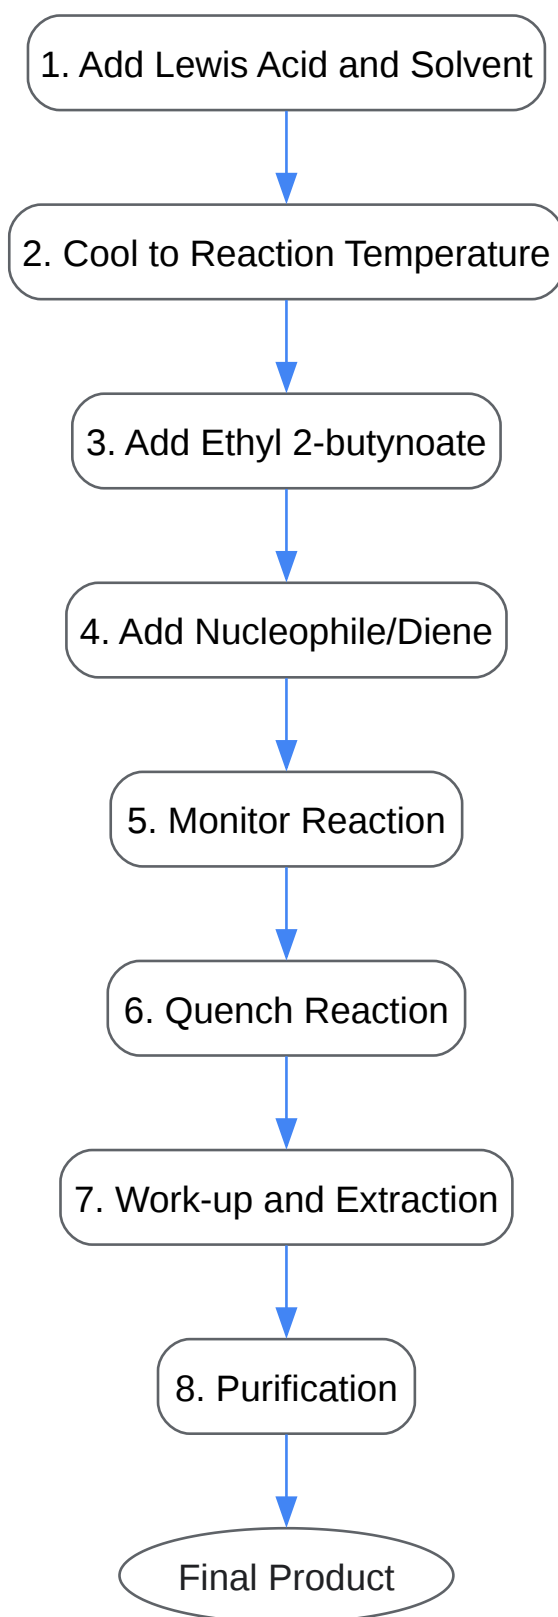 1. Add Lewis Acid and Solvent
2. Cool to Reaction Temperature
3. Add Ethyl 2-butynoate
4. Add Nucleophile/Diene
5. Monitor Reaction
6. Quench Reaction
7. Work-up and Extraction
8. Purification
Final Product